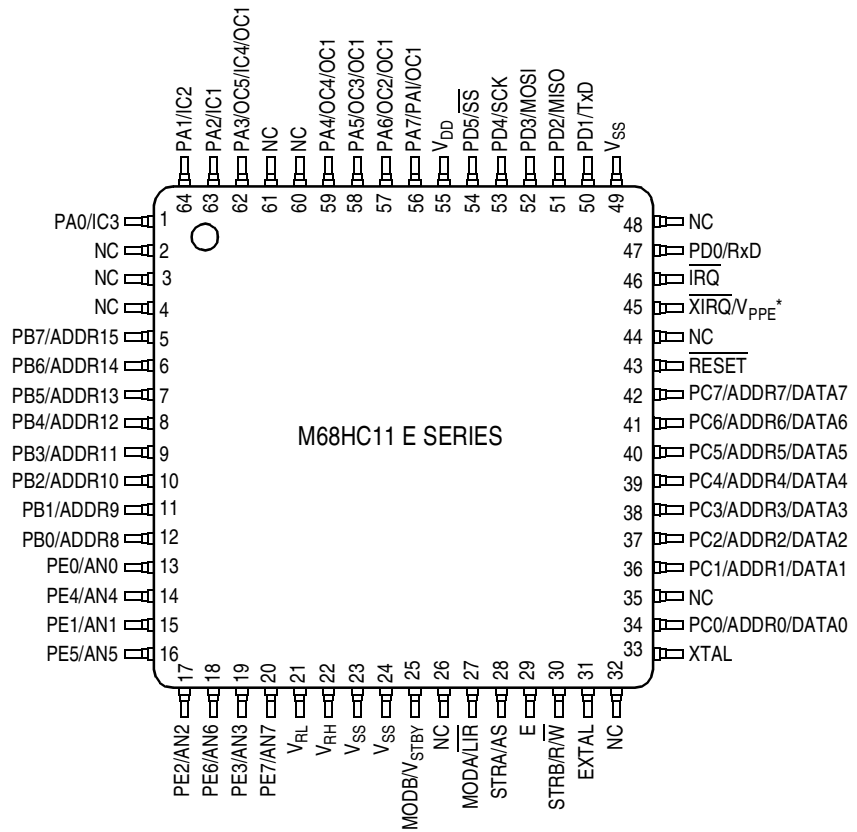 PA1/IC2
PA2/IC1
PA3/OC5/IC4/OC1
NC
NC
PA4/OC4/OC1
PA5/OC3/OC1
PA6/OC2/OC1
PA7/PAI/OC1
VDD
PD5/S̅S̅
PD4/SCK
PD3/MOSI
PD2/MISO
PD1/TxD
VSS
64 63 62 61 60 59 58 57 56 55 54 53 52 51 50 49
PA0/IC3 1
NC 2
NC 3
NC 4
PB7/ADDR15 5
PB6/ADDR14 6
PB5/ADDR13 7
PB4/ADDR12 8
PB3/ADDR11 9
PB2/ADDR10 10
PB1/ADDR9 11
PB0/ADDR8 12
PE0/AN0 13
PE4/AN4 14
PE1/AN1 15
PE5/AN5 16
M68HC11 E SERIES
48 NC
47 PD0/RxD
46 I̅R̅Q̅
45 X̅I̅R̅Q̅/VPPE*
44 NC
43 R̅E̅S̅E̅T̅
42 PC7/ADDR7/DATA7
41 PC6/ADDR6/DATA6
40 PC5/ADDR5/DATA5
39 PC4/ADDR4/DATA4
38 PC3/ADDR3/DATA3
37 PC2/ADDR2/DATA2
36 PC1/ADDR1/DATA1
35 NC
34 PC0/ADDR0/DATA0
33 XTAL
17 18 19 20 21 22 23 24 25 26 27 28 29 30 31 32
PE2/AN2
PE6/AN6
PE3/AN3
PE7/AN7
VRL
VRH
VSS
VSS
MODB/VSTBY
NC
MODA/L̅I̅R̅
STRA/AS
E
STRB/R/W̅
EXTAL
NC